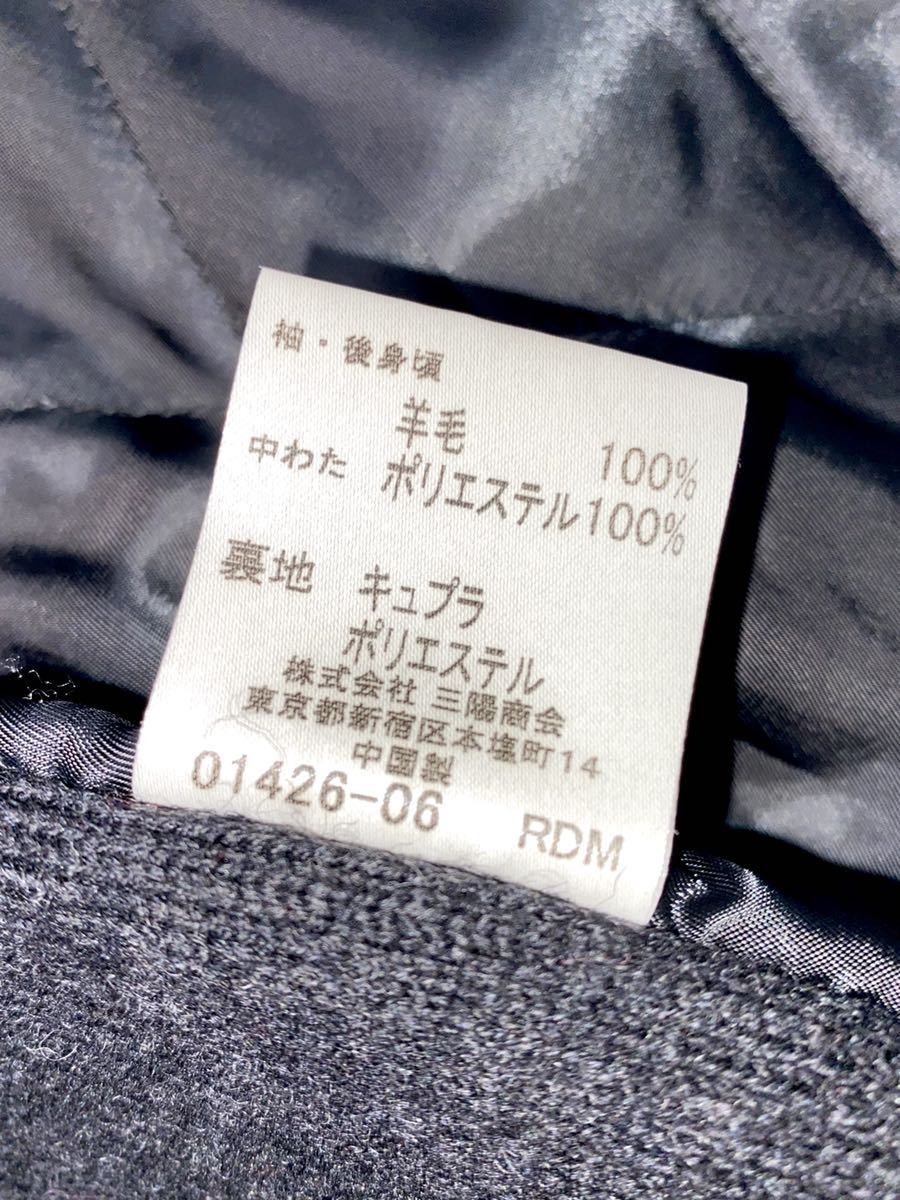 袖・後身頃
羊毛 100%
中わた ポリエステル100%
裏地 キュプラ
ポリエステル
株式会社 三陽商会
東京都新宿区本塩町14
中国製
01426-06 RDM